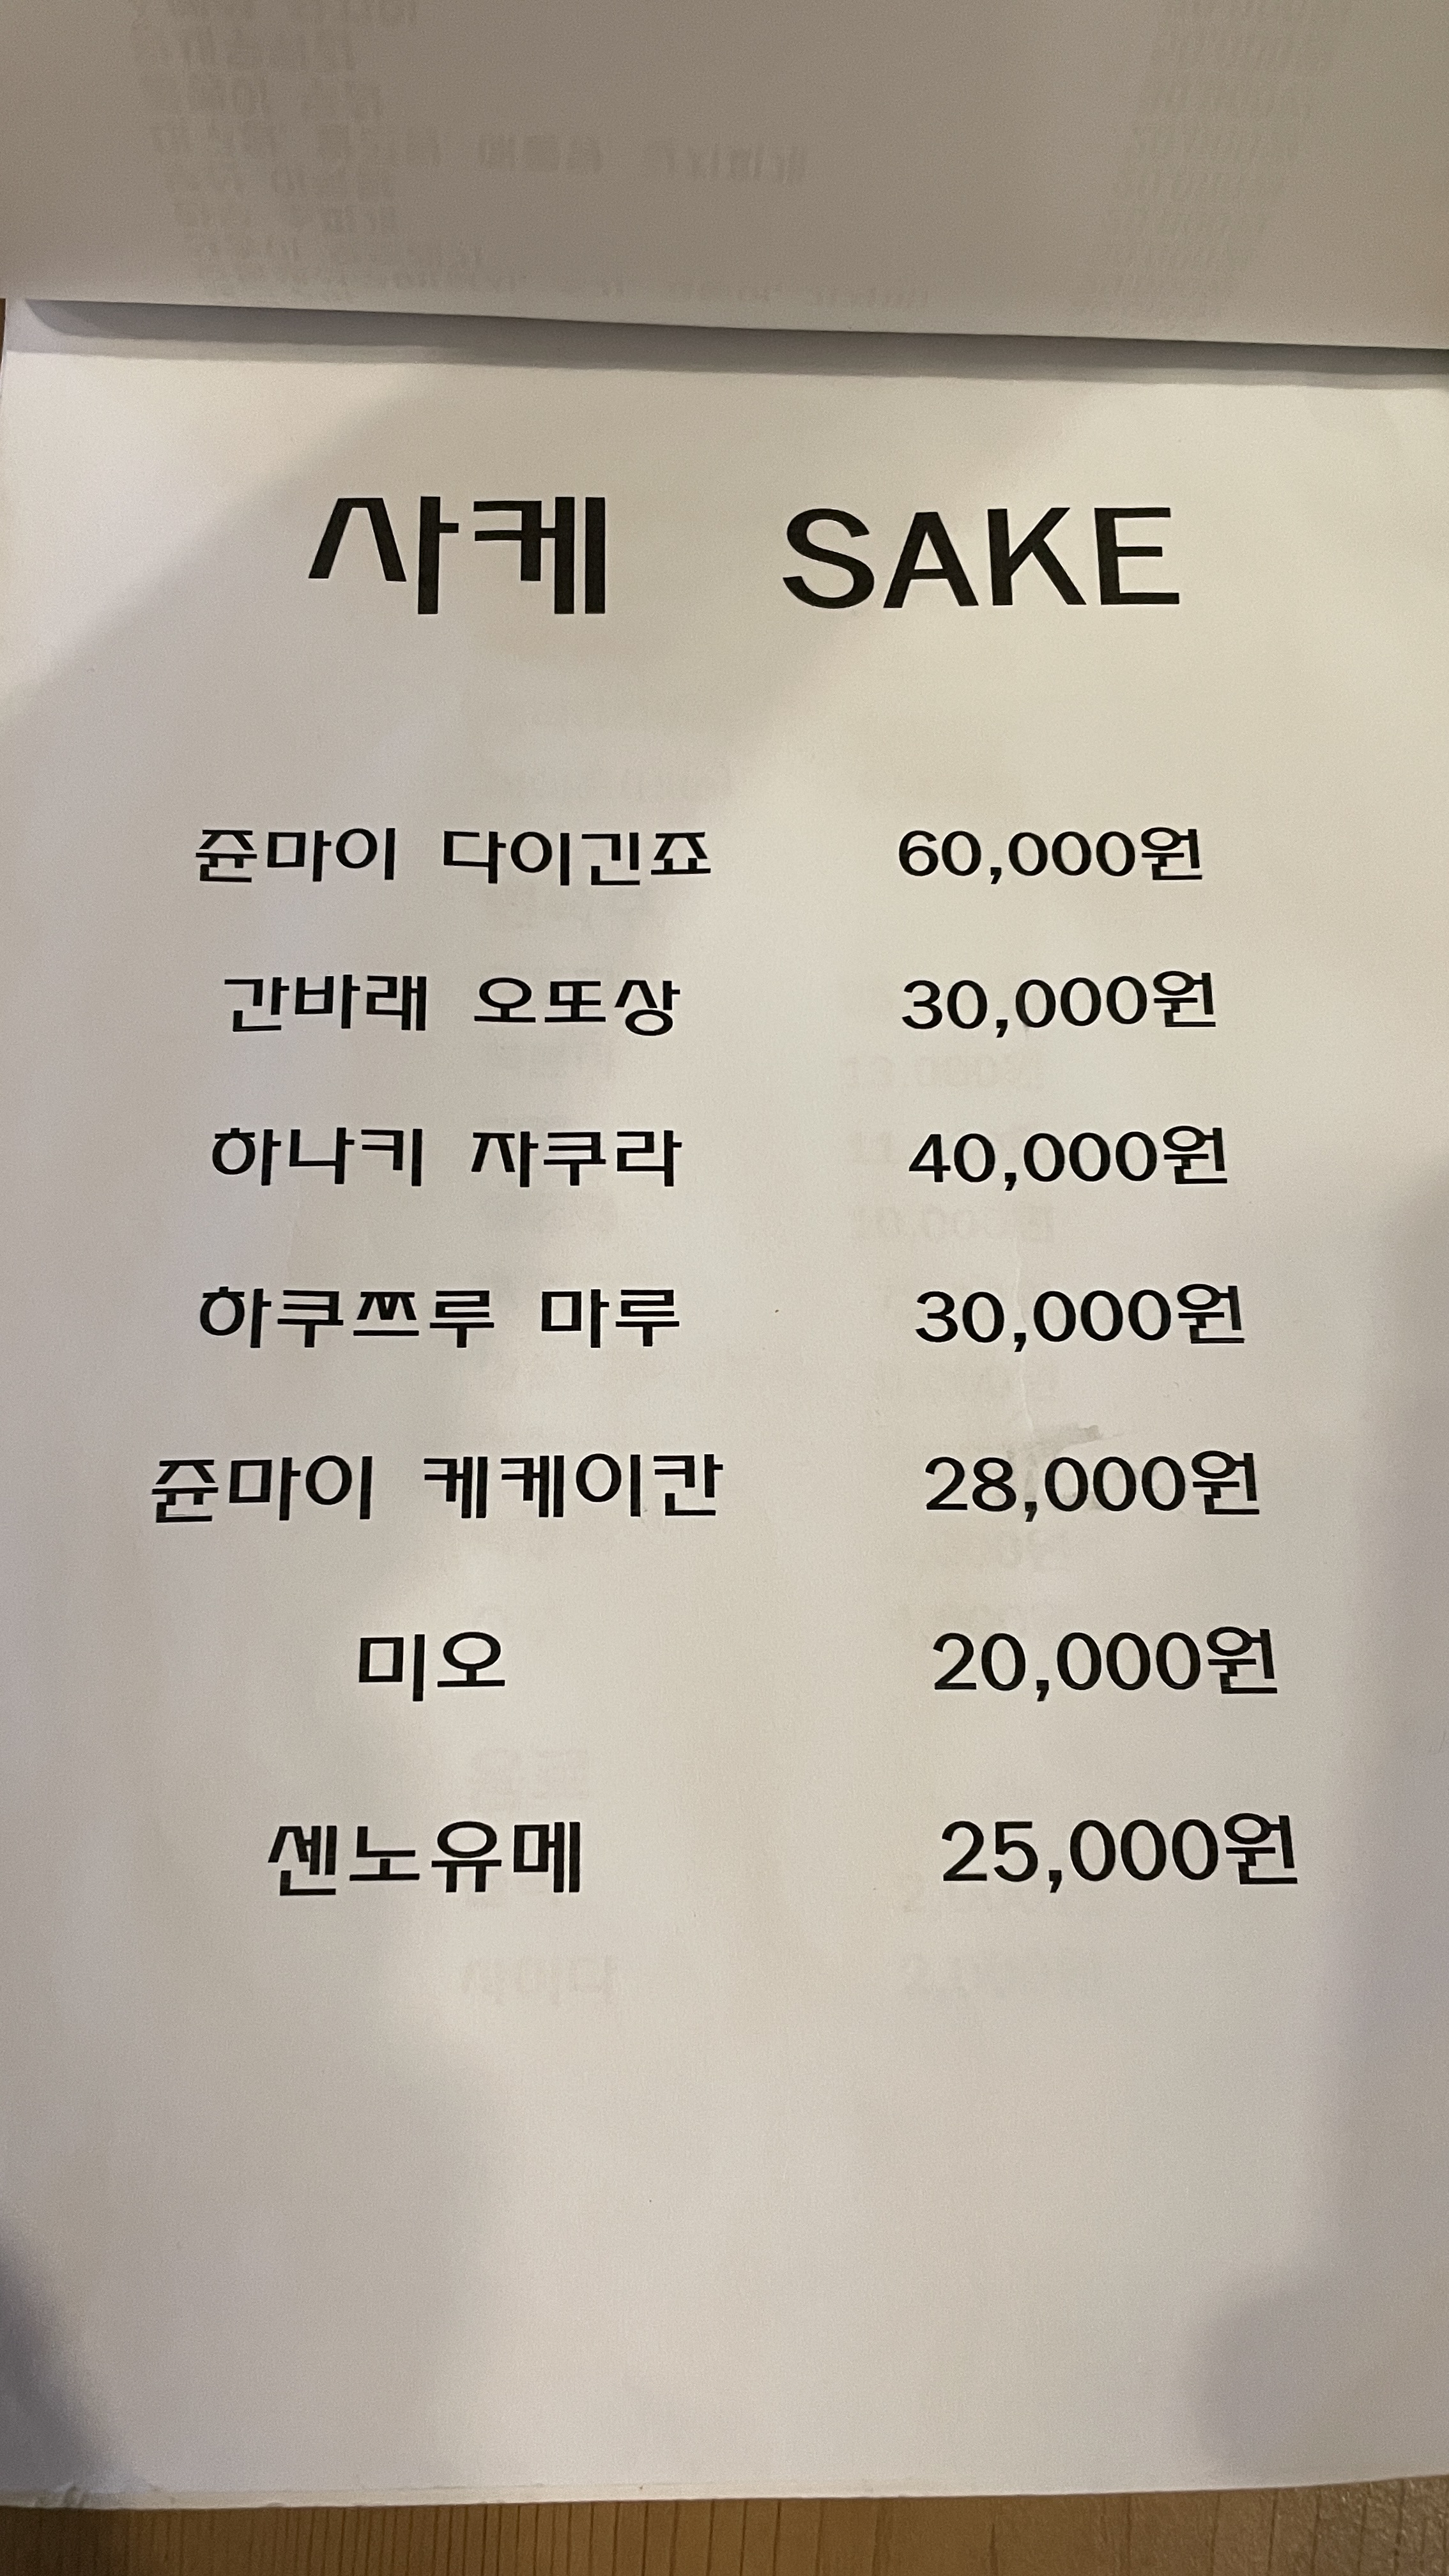 사케 SAKE
쥰마이 다이긴죠 60,000원
간바래 오또상 30,000원
하나키 자쿠라 40,000원
하쿠쯔루 마루 30,000원
쥰마이 케케이칸 28,000원
미오 20,000원
센노유메 25,000원